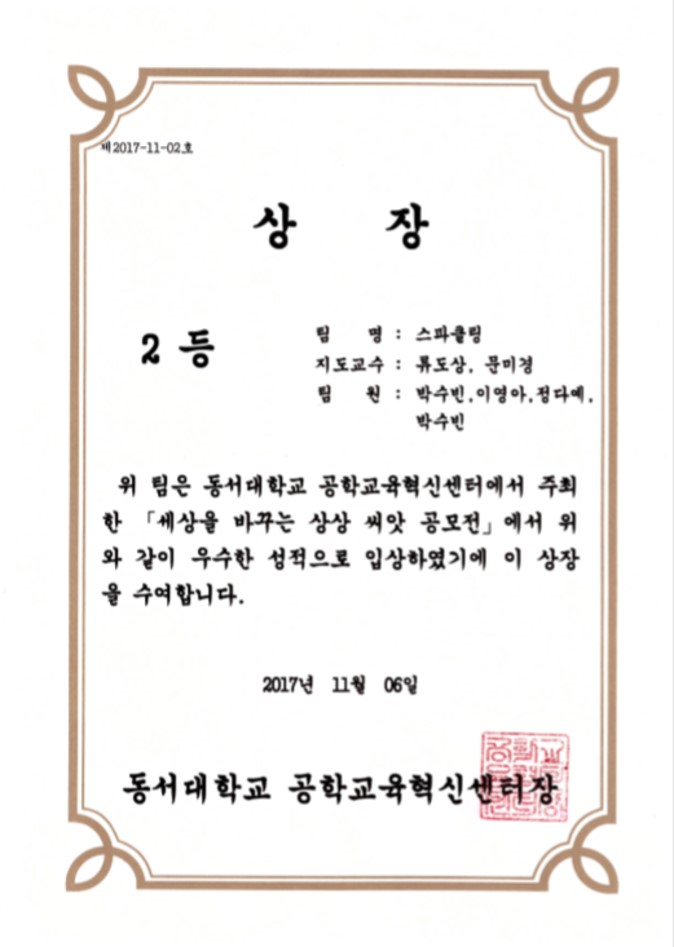 제2017-11-02호
상 장
2 등
팀 명 : 스파클링
지도교수 : 류도상, 문미경
팀 원 : 박수빈,이영아,정다예,
박수빈
위 팀은 동서대학교 공학교육혁신센터에서 주최
한 「세상을 바꾸는 상상 씨앗 공모전」에서 위
와 같이 우수한 성적으로 입상하였기에 이 상장
을 수여합니다.
2017년 11월 06일
동서대학교 공학교육혁신센터장